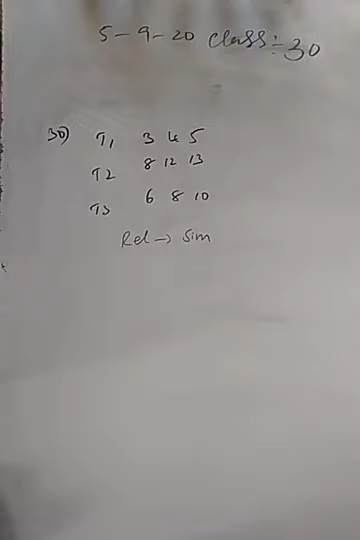 5-9-20 class:-30
30) T1 3 4 5
T2 8 12 13
T3 6 8 10
Rel → Sim